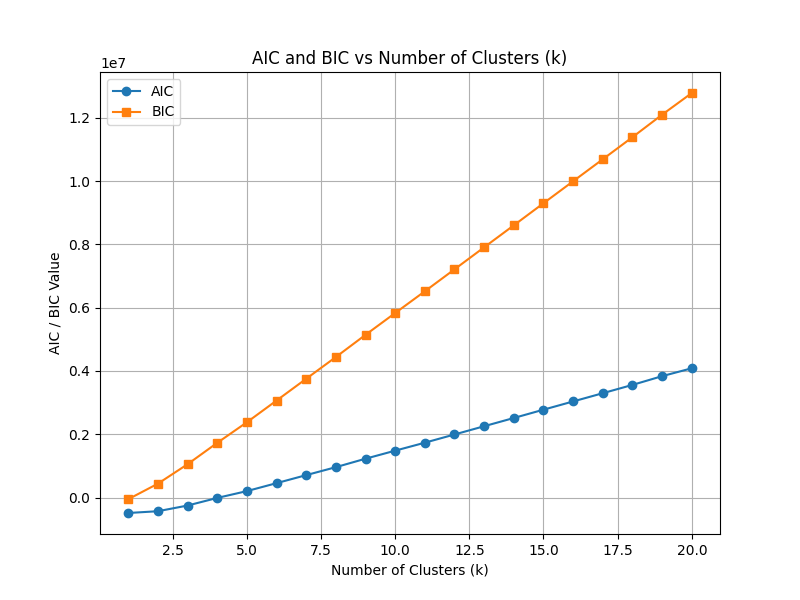 AIC and BIC vs Number of Clusters (k)
1e7
AIC
BIC
1.2
1.0
0.8
0.6
0.4
0.2
0.0
AIC / BIC Value
2.5 5.0 7.5 10.0 12.5 15.0 17.5 20.0
Number of Clusters (k)